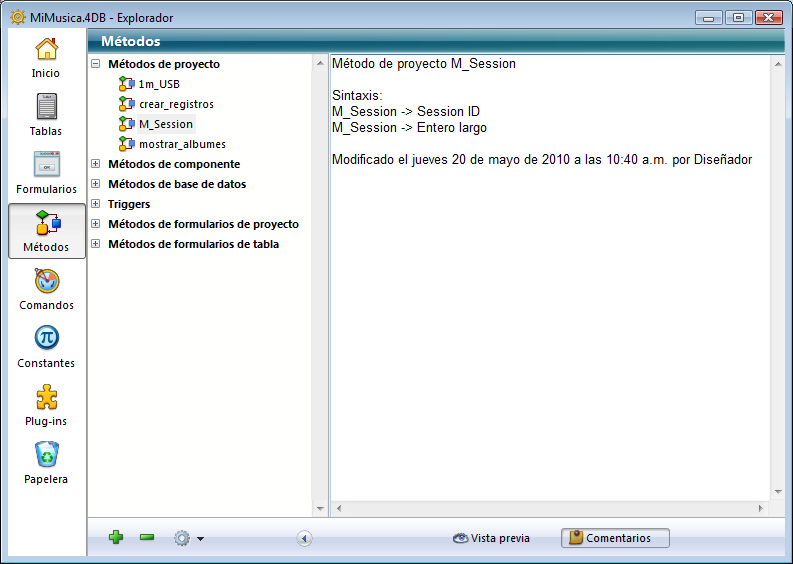 MiMusica.4DB - Explorador
Métodos
Inicio
Tablas
Formularios
Métodos
Comandos
Constantes
Plug-ins
Papelera
Métodos de proyecto
1m_USB
crear_registros
M_Session
mostrar_albumes
Métodos de componente
Métodos de base de datos
Triggers
Métodos de formularios de proyecto
Métodos de formularios de tabla
Método de proyecto M_Session
Sintaxis:
M_Session -> Session ID
M_Session -> Entero largo
Modificado el jueves 20 de mayo de 2010 a las 10:40 a.m. por Diseñador
Vista previa
Comentarios